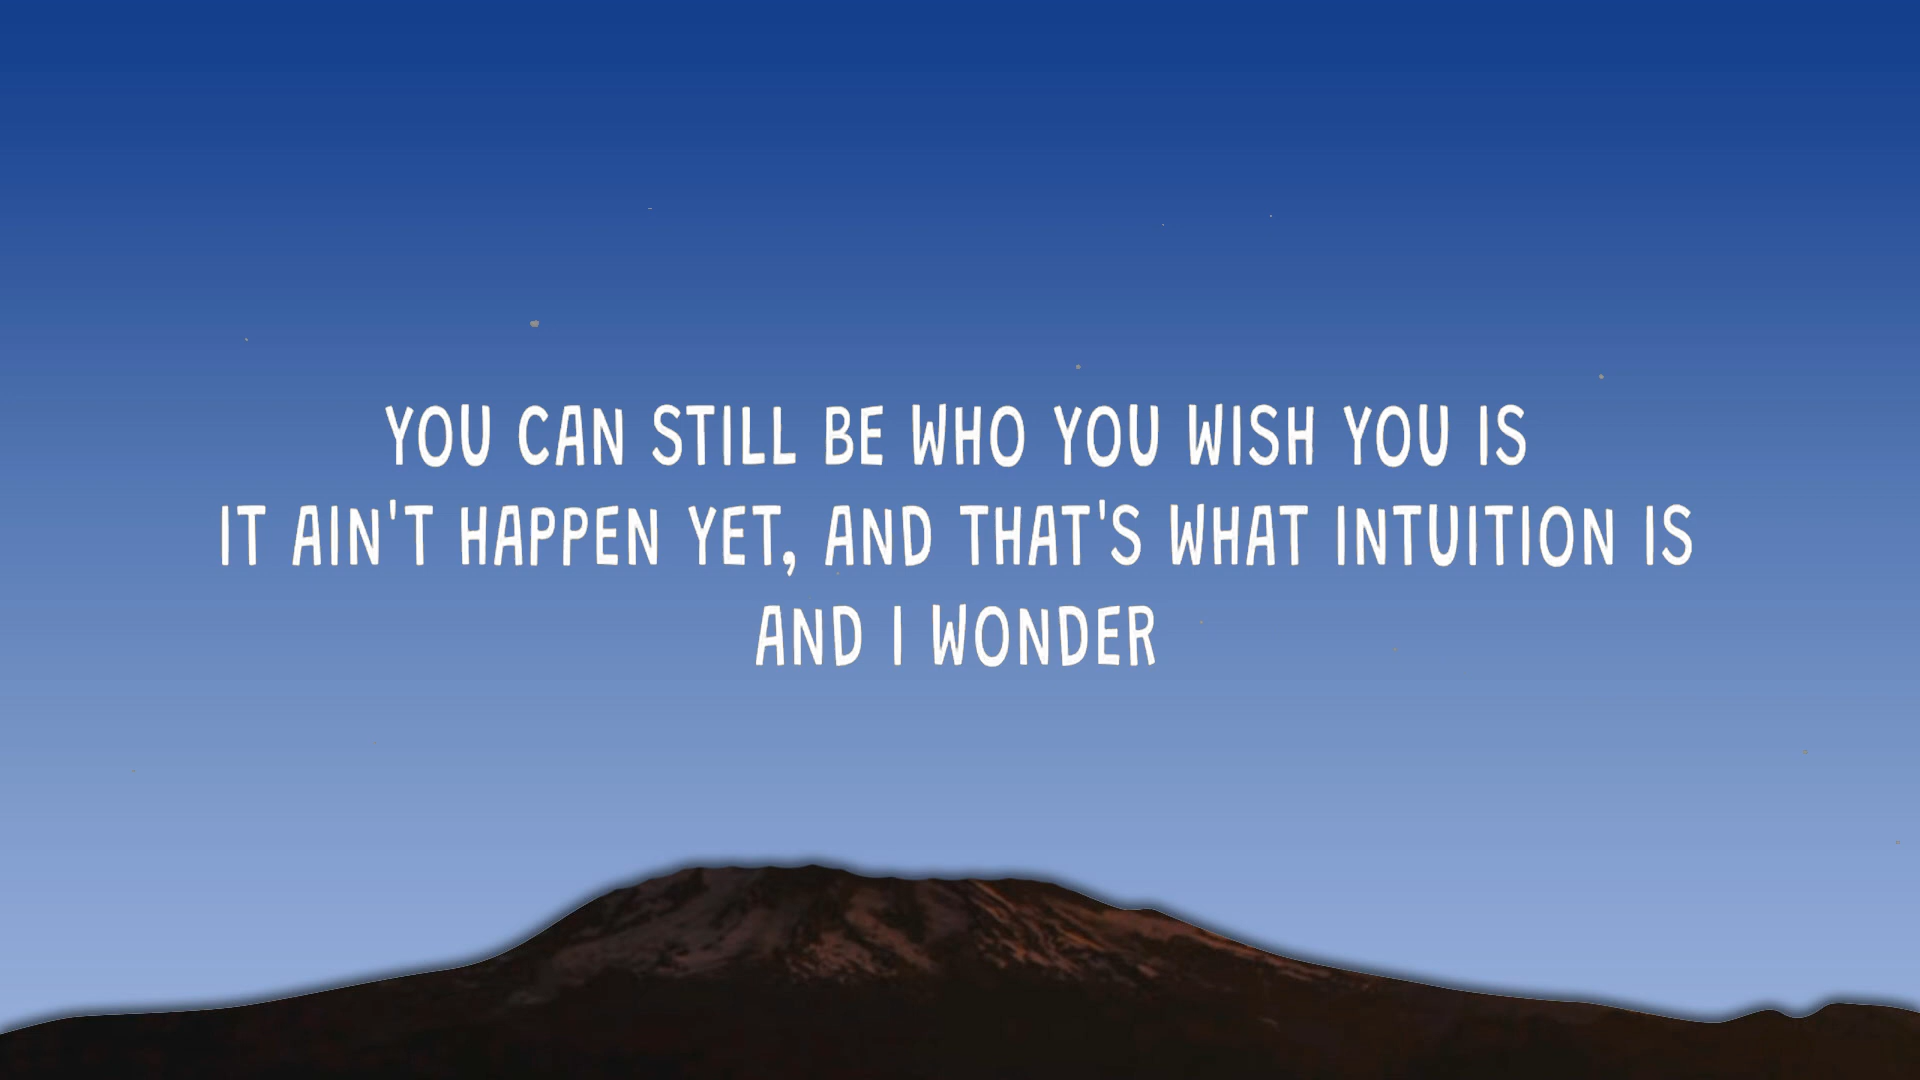 YOU CAN STILL BE WHO YOU WISH YOU IS
IT AIN'T HAPPEN YET, AND THAT'S WHAT INTUITION IS
AND I WONDER